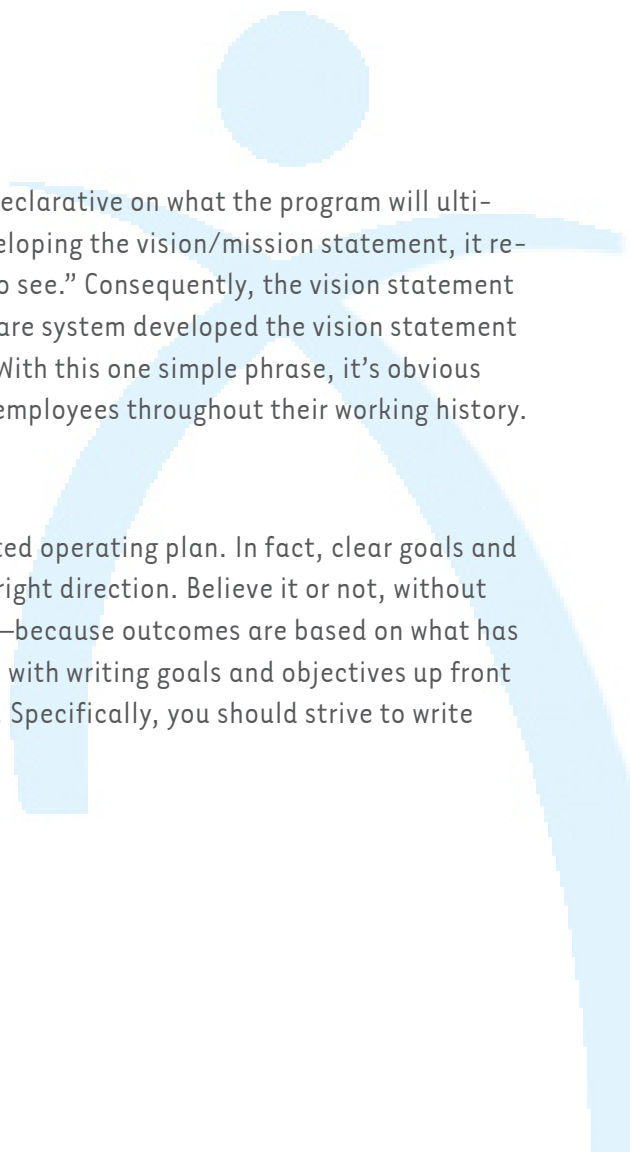 eclarative on what the program will ulti-
eloping the vision/mission statement, it re-
o see.” Consequently, the vision statement
are system developed the vision statement
With this one simple phrase, it’s obvious
employees throughout their working history.
ted operating plan. In fact, clear goals and
right direction. Believe it or not, without
—because outcomes are based on what has
with writing goals and objectives up front
. Specifically, you should strive to write